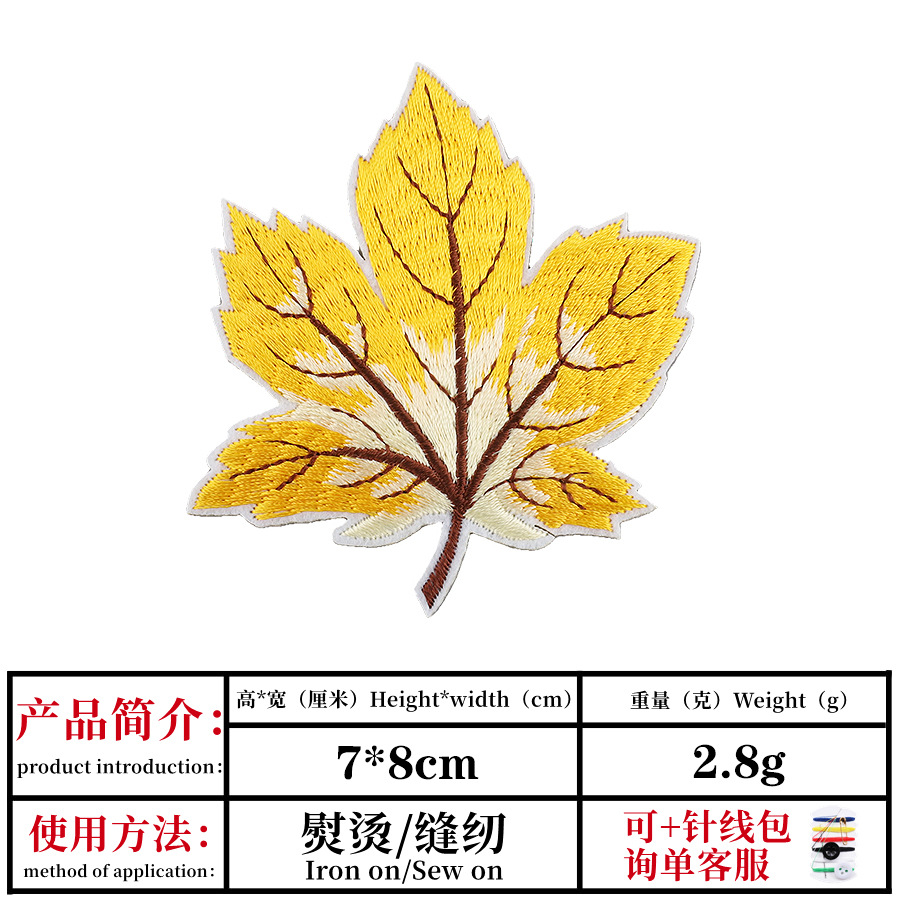 产品简介：
product introduction：
高*宽（厘米）Height*width（cm）
重量（克）Weight（g）
7*8cm
2.8g
使用方法：
method of application：
熨烫/缝纫
Iron on/Sew on
可+针线包
询单客服